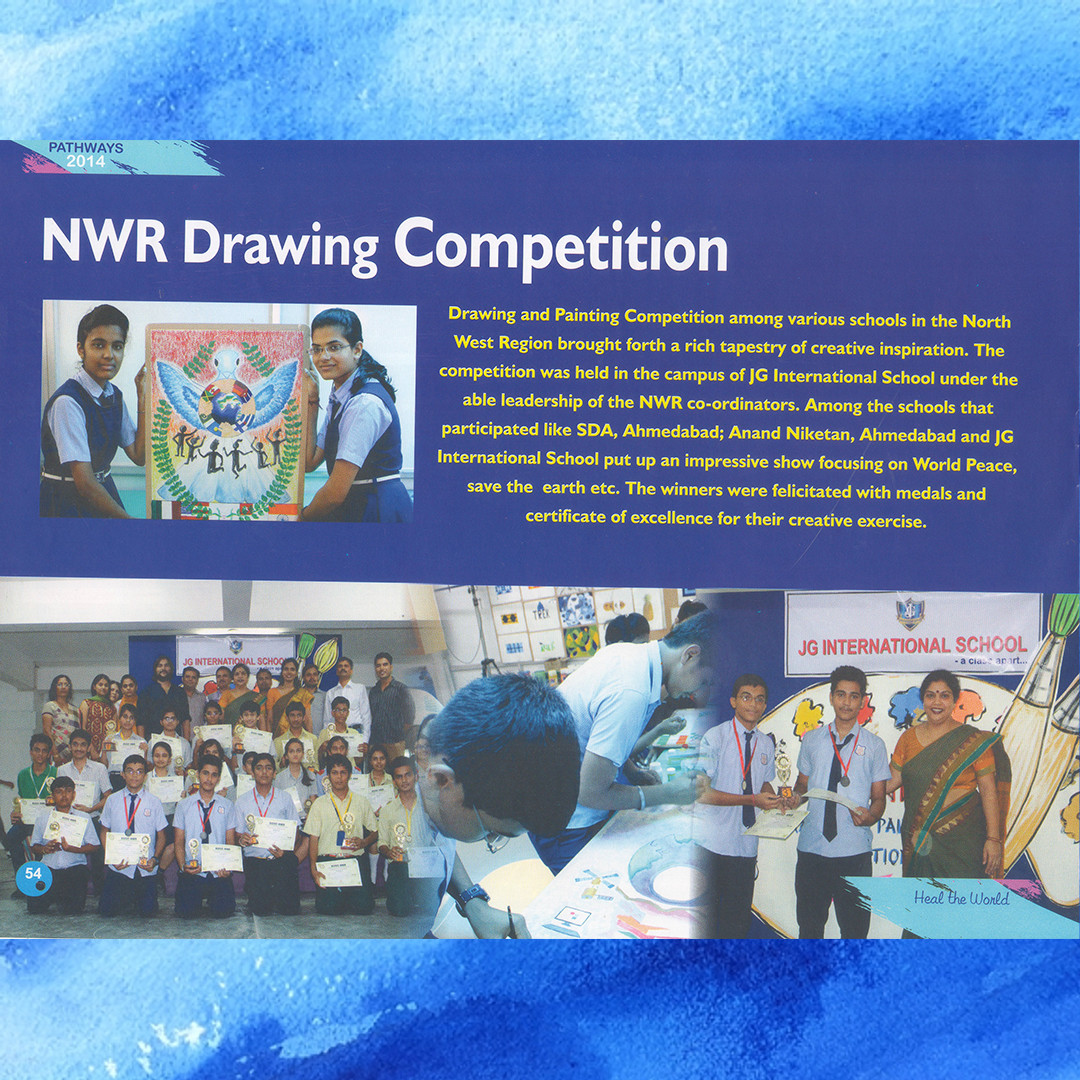 PATHWAYS
2014
NWR Drawing Competition
Drawing and Painting Competition among various schools in the North
West Region brought forth a rich tapestry of creative inspiration. The
competition was held in the campus of JG International School under the
able leadership of the NWR co-ordinators. Among the schools that
participated like SDA, Ahmedabad; Anand Niketan, Ahmedabad and JG
International School put up an impressive show focusing on World Peace,
save the earth etc. The winners were felicitated with medals and
certificate of excellence for their creative exercise.
JG INTERNATIONAL SCHOOL
JG INTERNATIONAL SCHOOL
- a class apart...
54
Heal the World